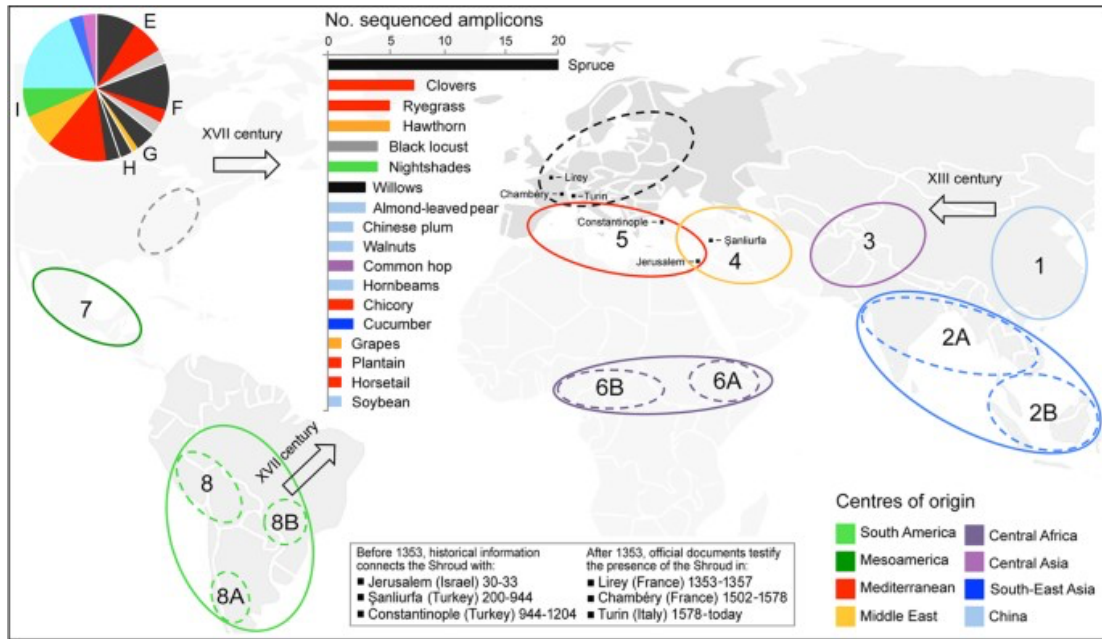 No. sequenced amplicons
0 5 10 15 20
E
F
G
H
I
Spruce
Clovers
Ryegrass
Hawthorn
Black locust
Nightshades
Willows
Almond-leaved pear
Chinese plum
Walnuts
Common hop
Hornbeams
Chicory
Cucumber
Grapes
Plantain
Horsetail
Soybean
XVII century
XIII century
XVII century
Lirey
Chambéry
Turin
Constantinople
Şanliurfa
Jerusalem
1
2A
2B
3
4
5
6B
6A
7
8
8B
8A
Before 1353, historical information
connects the Shroud with:
Jerusalem (Israel) 30-33
Şanliurfa (Turkey) 200-944
Constantinople (Turkey) 944-1204
After 1353, official documents testify
the presence of the Shroud in:
Lirey (France) 1353-1357
Chambéry (France) 1502-1578
Turin (Italy) 1578-today
Centres of origin
South America
Mesoamerica
Mediterranean
Middle East
Central Africa
Central Asia
South-East Asia
China